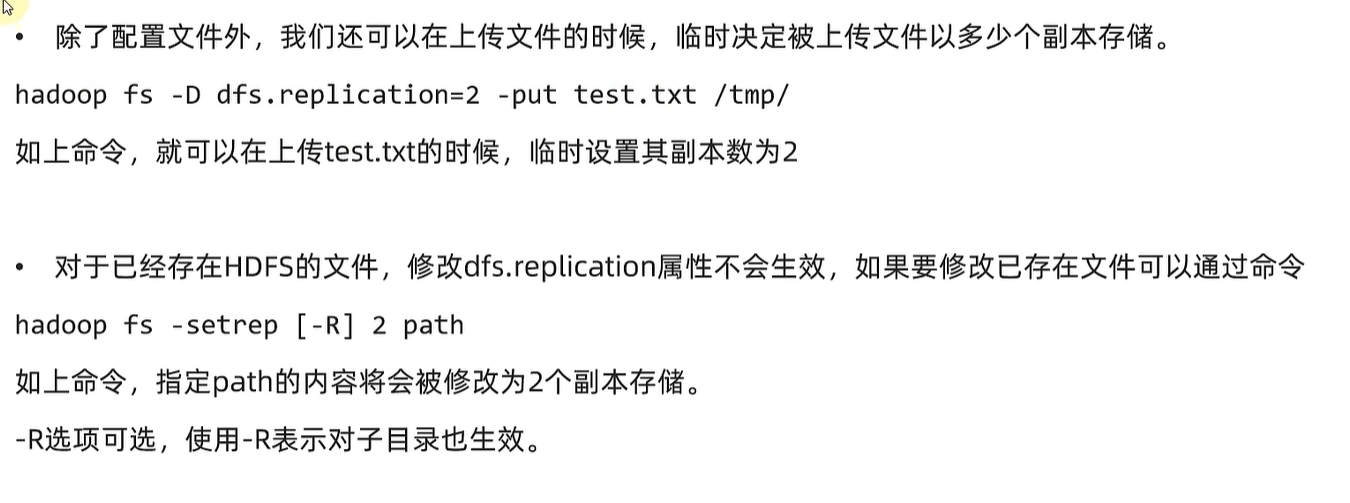 • 除了配置文件外，我们还可以在上传文件的时候，临时决定被上传文件以多少个副本存储。
hadoop fs -D dfs.replication=2 -put test.txt /tmp/
如上命令，就可以在上传test.txt的时候，临时设置其副本数为2
• 对于已经存在HDFS的文件，修改dfs.replication属性不会生效，如果要修改已存在文件可以通过命令
hadoop fs -setrep [-R] 2 path
如上命令，指定path的内容将会被修改为2个副本存储。
-R选项可选，使用-R表示对子目录也生效。